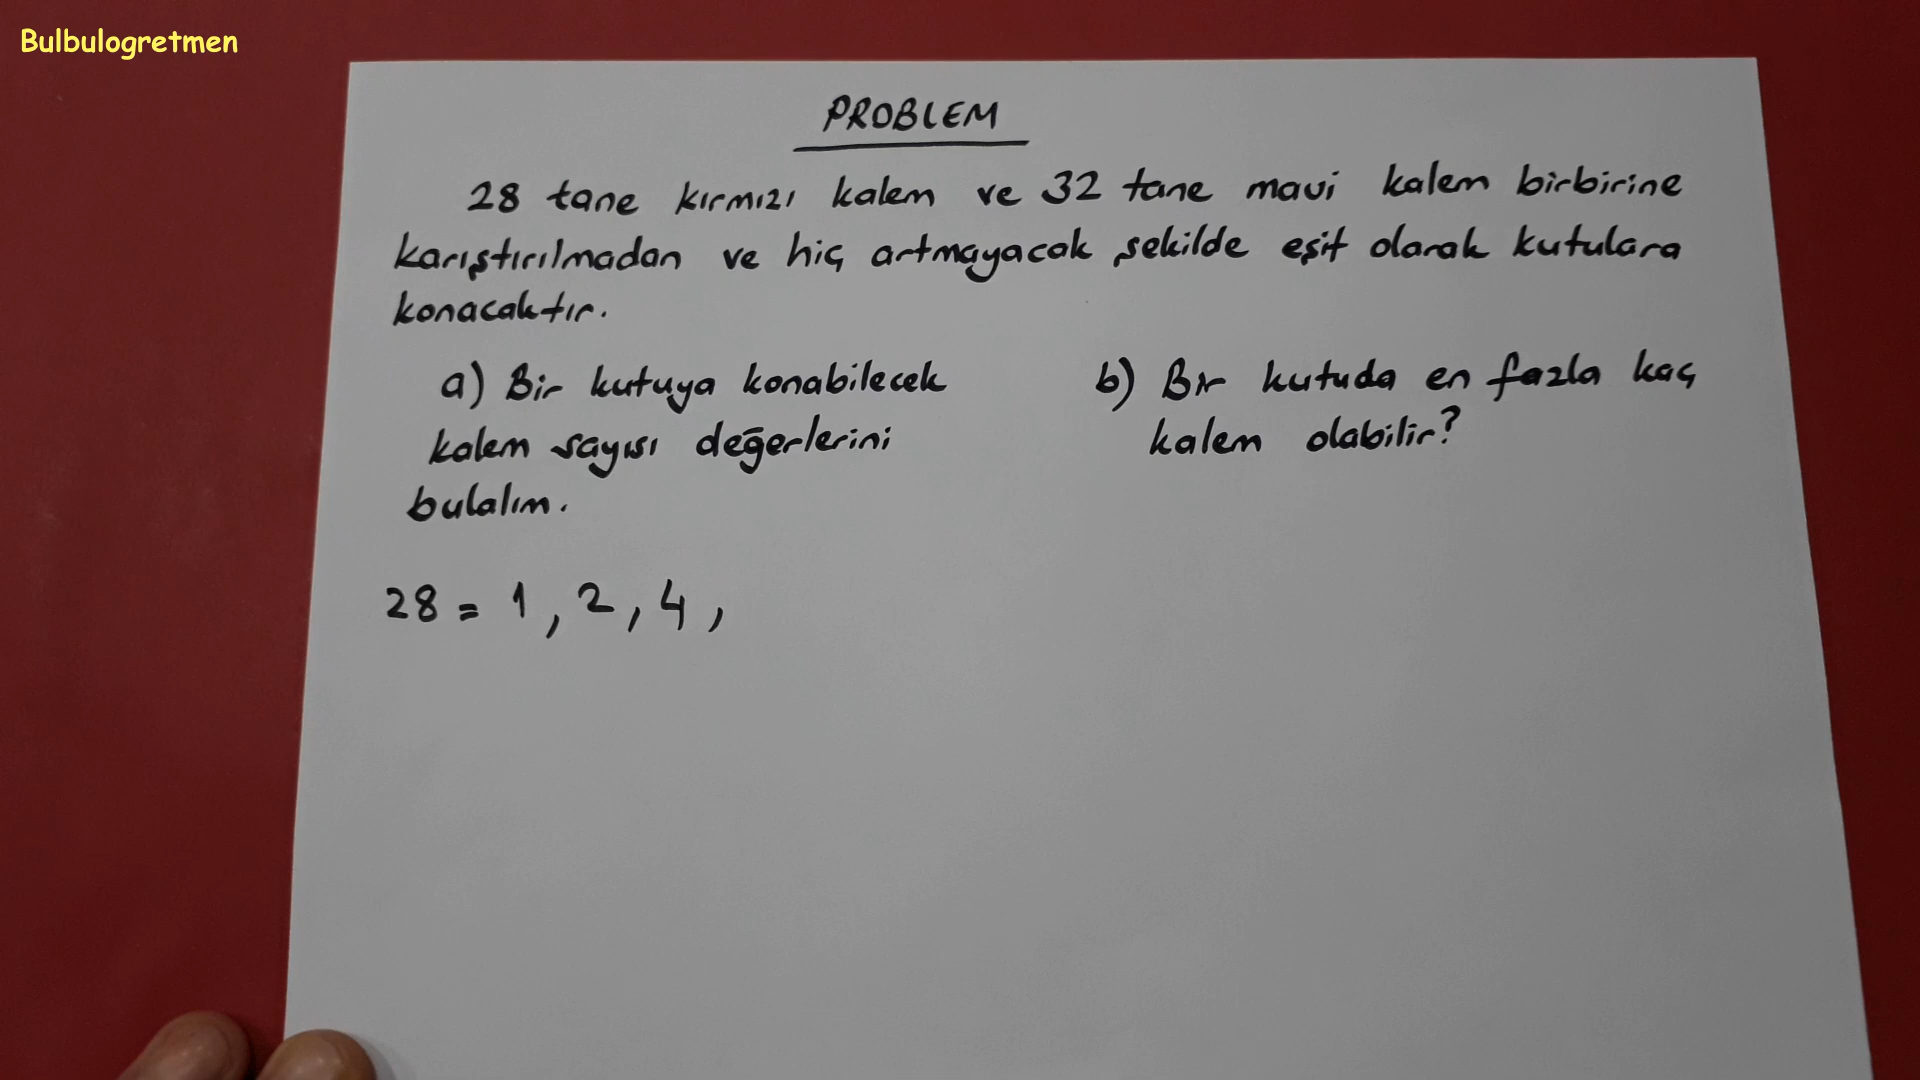 Bulbulogretmen
PROBLEM
28 tane kırmızı kalem ve 32 tane mavi kalem birbirine
karıştırılmadan ve hiç artmayacak şekilde eşit olarak kutulara
konacaktır.
a) Bir kutuya konabilecek
kalem sayısı değerlerini
bulalım.
b) Bir kutuda en fazla kaç
kalem olabilir?
28 = 1, 2, 4,